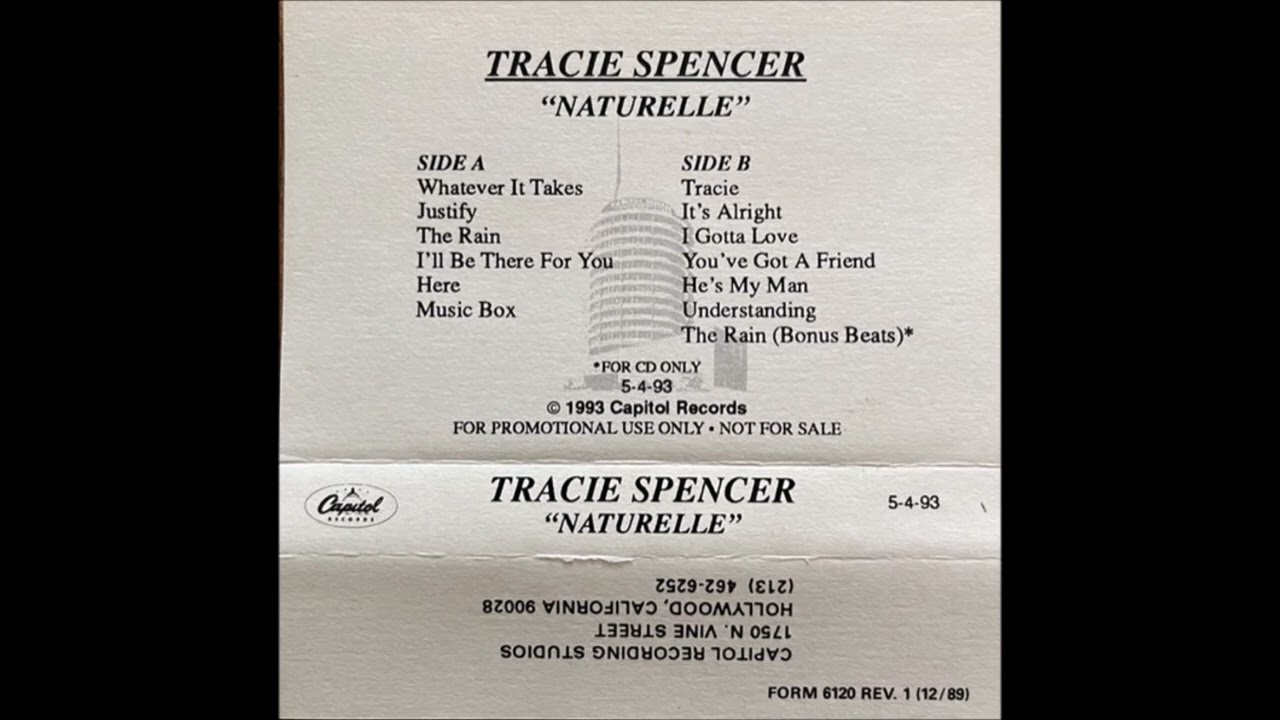 TRACIE SPENCER
“NATURELLE”
SIDE A
Whatever It Takes
Justify
The Rain
I'll Be There For You
Here
Music Box
SIDE B
Tracie
It's Alright
I Gotta Love
You've Got A Friend
He's My Man
Understanding
The Rain (Bonus Beats)*
*FOR CD ONLY
5-4-93
© 1993 Capitol Records
FOR PROMOTIONAL USE ONLY • NOT FOR SALE
Capitol
RECORDS
TRACIE SPENCER
“NATURELLE”
5-4-93
CAPITOL RECORDING STUDIOS
1750 N. VINE STREET
HOLLYWOOD, CALIFORNIA 90028
(213) 462-6252
FORM 6120 REV. 1 (12/89)